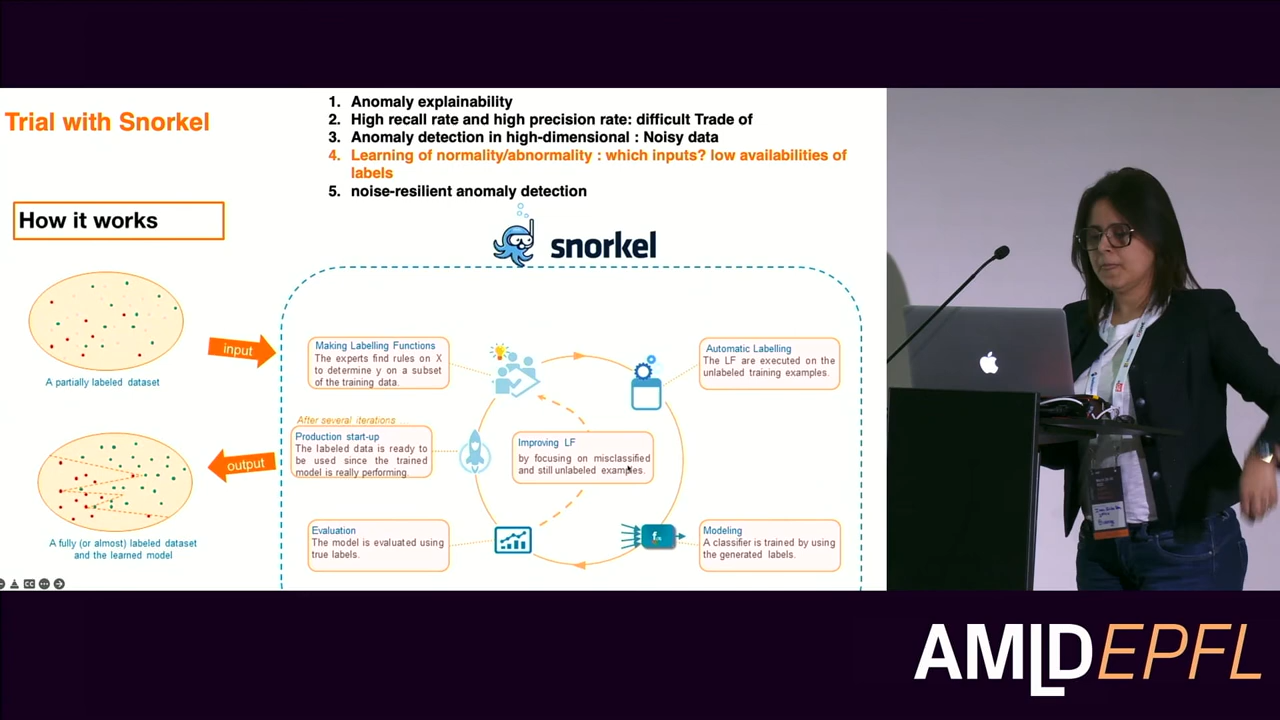 Trial with Snorkel
1. Anomaly explainability
2. High recall rate and high precision rate: difficult Trade of
3. Anomaly detection in high-dimensional : Noisy data
4. Learning of normality/abnormality : which inputs? low availabilities of
labels
5. noise-resilient anomaly detection
How it works
snorkel
A partially labeled dataset
input
Making Labelling Functions
The experts find rules on X
to determine y on a subset
of the training data.
Automatic Labelling
The LF are executed on the
unlabeled training examples.
After several iterations ...
Production start-up
The labeled data is ready to
be used since the trained
model is really performing.
Improving LF
by focusing on misclassified
and still unlabeled examples.
output
A fully (or almost) labeled dataset
and the learned model
Evaluation
The model is evaluated using
true labels.
Modeling
A classifier is trained by using
the generated labels.
CC
AMLDEPFL